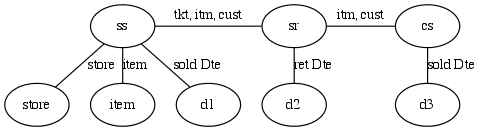 ss
tkt, itm, cust
sr
itm, cust
cs
store
item
sold Dte
ret Dte
sold Dte
store
item
d1
d2
d3